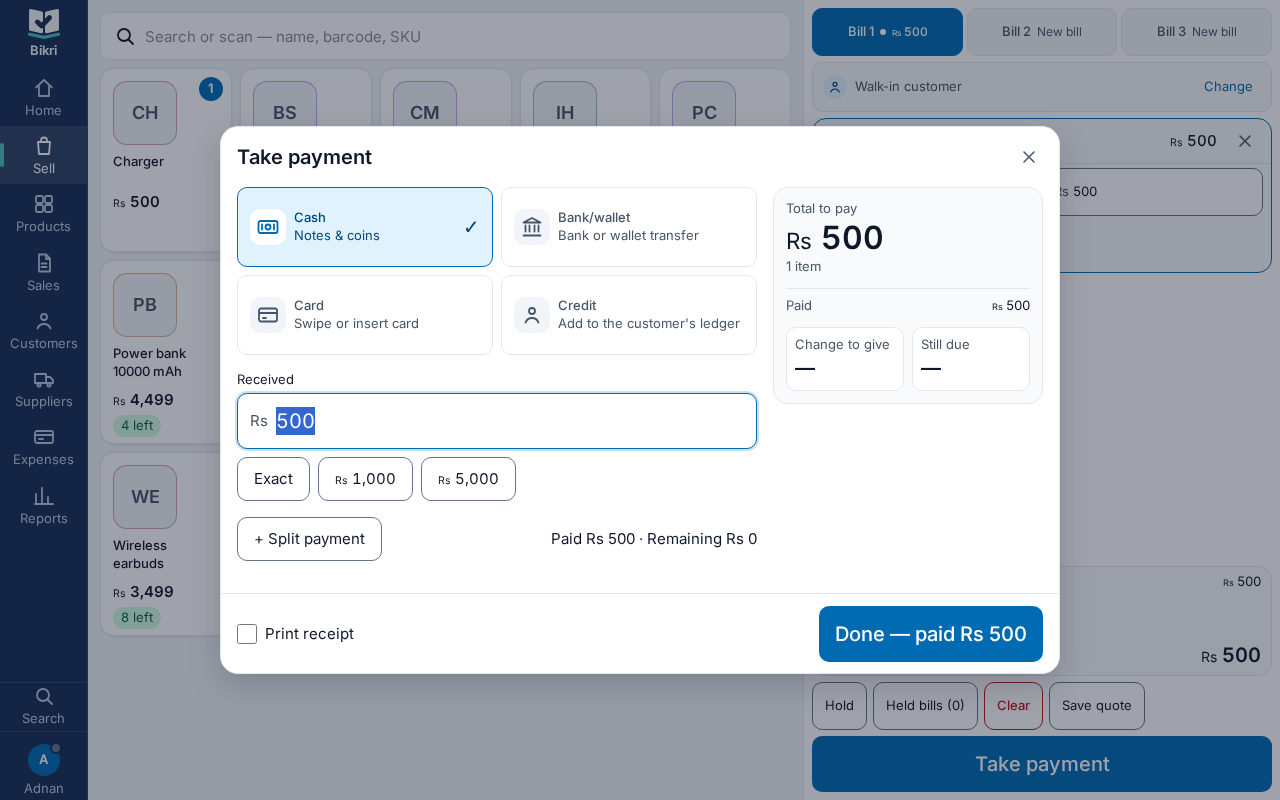 Bikri
Home
Sell
Products
Sales
Customers
Suppliers
Expenses
Reports
Search
A
Adnan
Search or scan — name, barcode, SKU
CH
1
Charger
Rs 500
BS
CM
IH
PC
PB
Power bank
10000 mAh
Rs 4,499
4 left
WE
Wireless
earbuds
Rs 3,499
8 left
Bill 1 • Rs 500
Bill 2 New bill
Bill 3 New bill
Walk-in customer
Change
Rs 500
Rs 500
Take payment
Cash
Notes & coins
✓
Bank/wallet
Bank or wallet transfer
Card
Swipe or insert card
Credit
Add to the customer's ledger
Received
Rs 500
Exact
Rs 1,000
Rs 5,000
+ Split payment
Paid Rs 500 · Remaining Rs 0
Total to pay
Rs 500
1 item
Paid
Rs 500
Change to give
—
Still due
—
Print receipt
Done — paid Rs 500
Rs 500
Rs 500
Hold
Held bills (0)
Clear
Save quote
Take payment